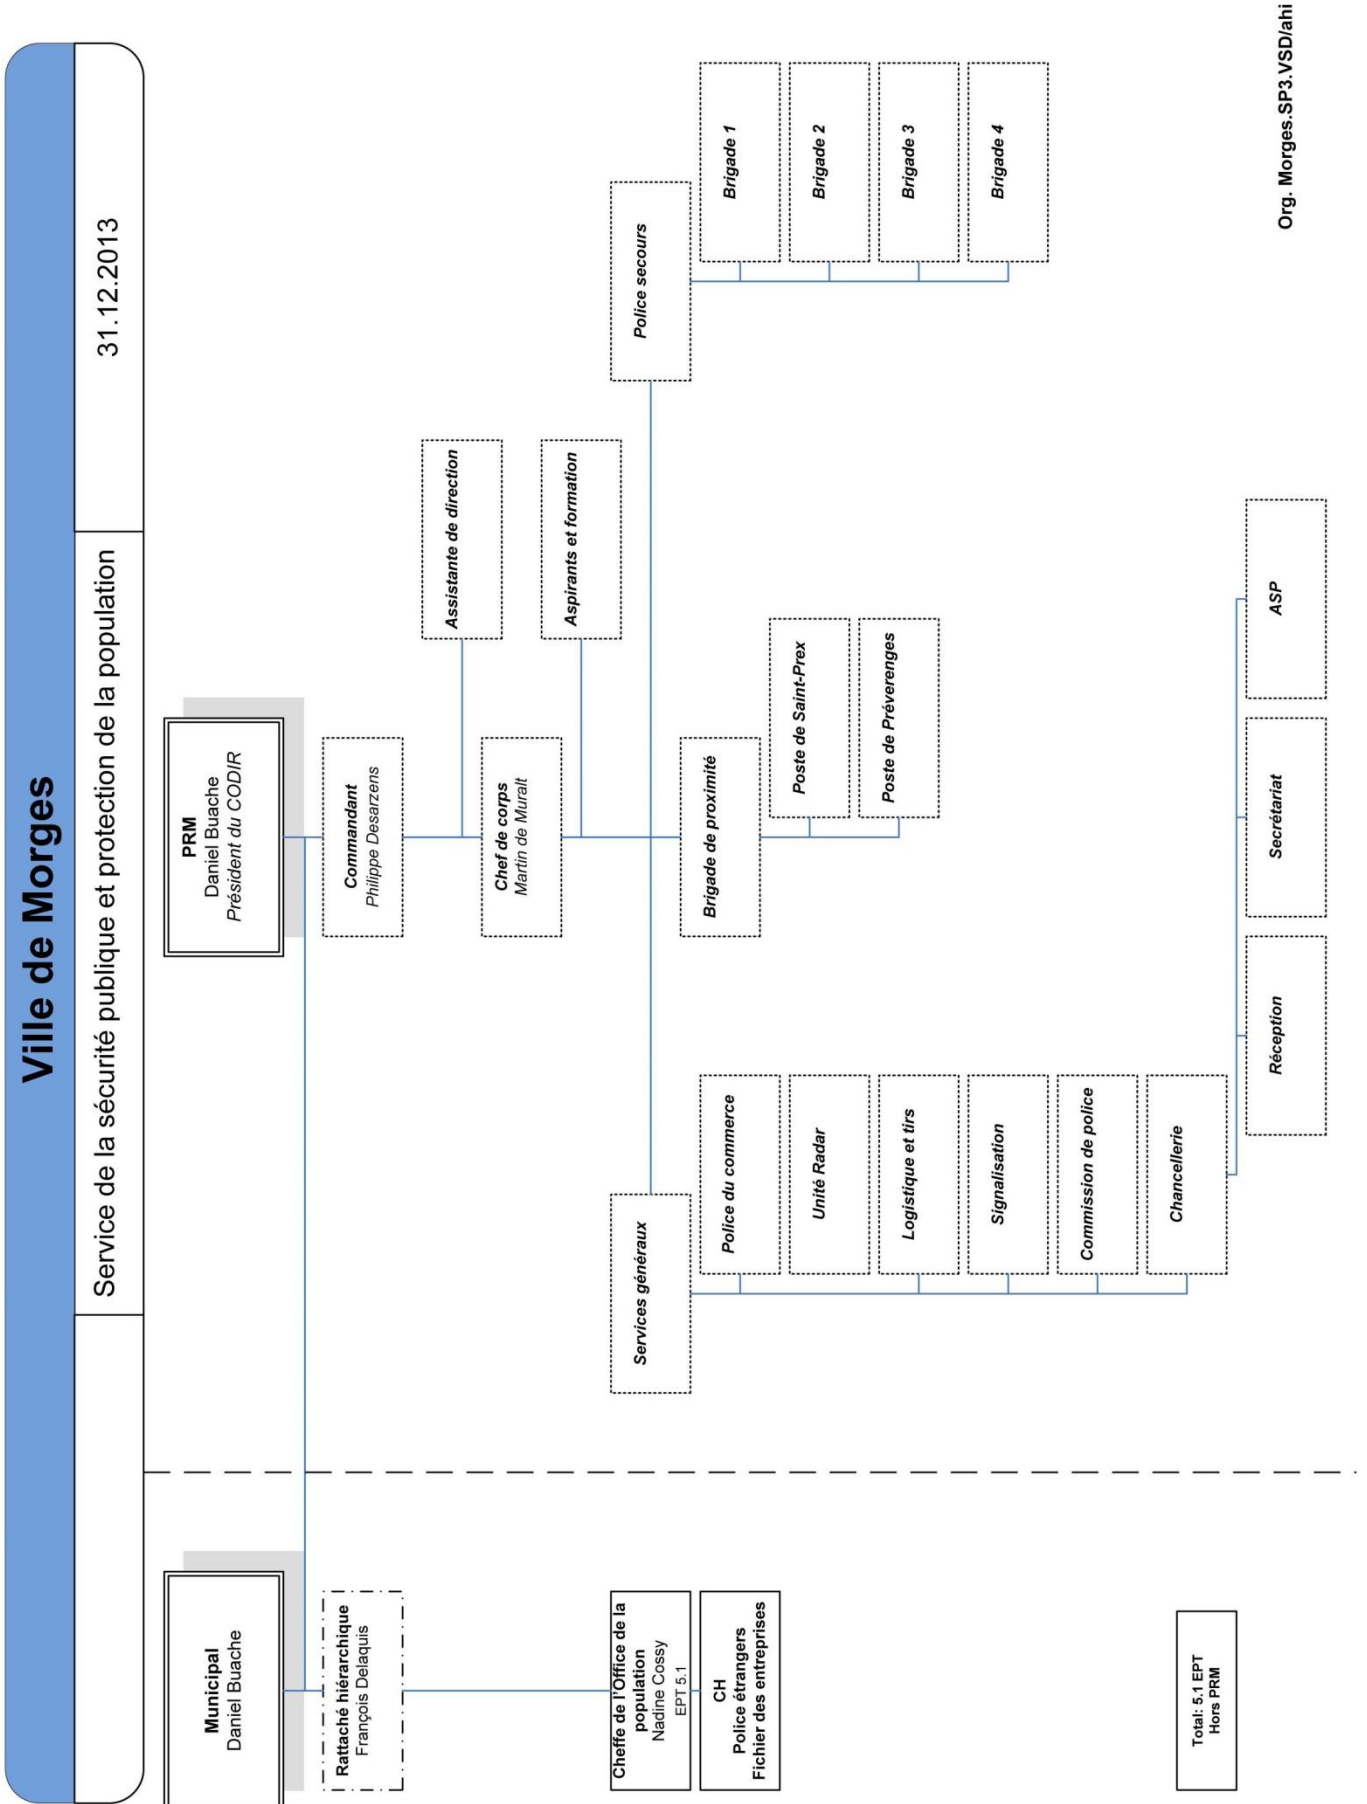 Ville de Morges
Service de la sécurité publique et protection de la population
31.12.2013
Municipal
Daniel Buache
PRM
Daniel Buache
Président du CODIR
Rattaché hiérarchique
François Delaquis
Commandant
Philippe Desarzens
Assistante de direction
Chef de corps
Martin de Muralt
Aspirants et formation
Cheffe de l'Office de la
population
Nadine Cossy
EPT 5.1
CH
Police étrangers
Fichier des entreprises
Services généraux
Police du commerce
Unité Radar
Logistique et tirs
Signalisation
Commission de police
Chancellerie
Réception
Secrétariat
ASP
Brigade de proximité
Poste de Saint-Prex
Poste de Préverenges
Police secours
Brigade 1
Brigade 2
Brigade 3
Brigade 4
Total: 5.1 EPT
Hors PRM
Org. Morges.SP3.VSD/ahi